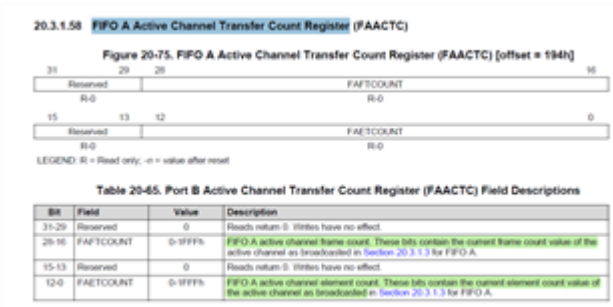 20.3.1.58 FIFO A Active Channel Transfer Count Register (FAACTC)
Figure 20-75. FIFO A Active Channel Transfer Count Register (FAACTC) [offset = 194h]
31 29 28 16
Reserved FAFTCOUNT
R-0 R-0
15 13 12 0
Reserved FAETCOUNT
R-0 R-0
LEGEND: R = Read only; -n = value after reset
Table 20-65. Port B Active Channel Transfer Count Register (FAACTC) Field Descriptions
Bit Field Value Description
31-29 Reserved 0 Reads return 0. Writes have no effect.
28-16 FAFTCOUNT 0-1FFFh FIFO A active channel frame count. These bits contain the current frame count value of the
active channel as broadcasted in Section 20.3.1.3 for FIFO A.
15-13 Reserved 0 Reads return 0. Writes have no effect.
12-0 FAETCOUNT 0-1FFFh FIFO A active channel element count. These bits contain the current element count value of
the active channel as broadcasted in Section 20.3.1.3 for FIFO A.